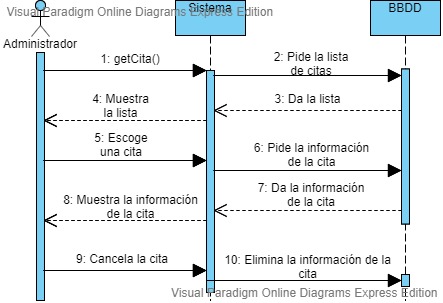 Visual Paradigm Online Diagrams Express Edition
Sistema
BBDD
Administrador
1: getCita()
2: Pide la lista
de citas
3: Da la lista
4: Muestra
la lista
5: Escoge
una cita
6: Pide la información
de la cita
7: Da la información
de la cita
8: Muestra la información
de la cita
9: Cancela la cita
10: Elimina la información de la
cita
Visual Paradigm Online Diagrams Express Edition